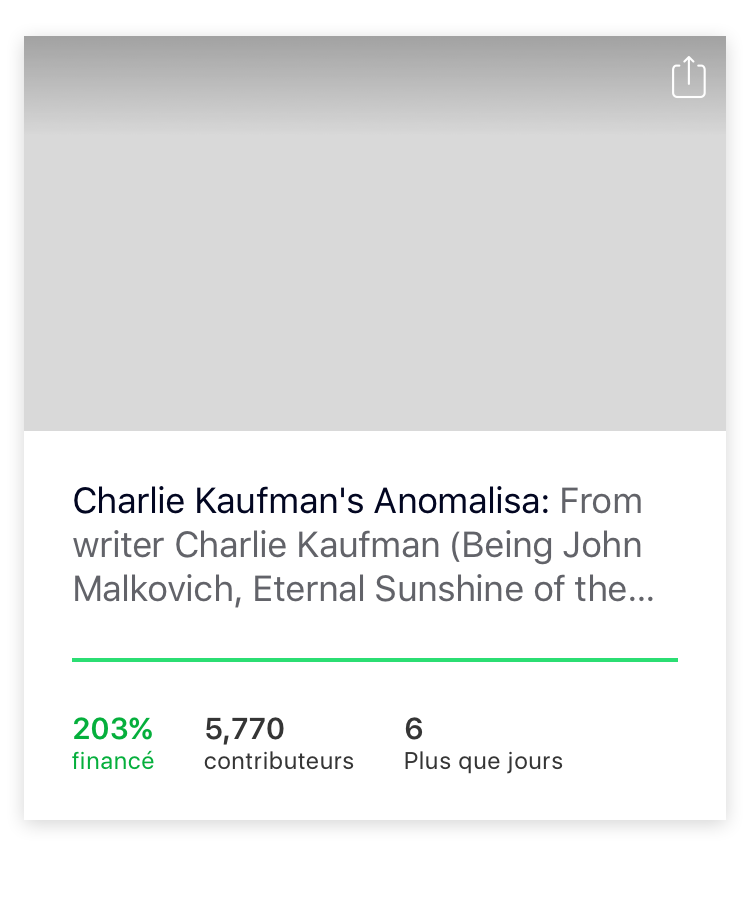 Charlie Kaufman's Anomalisa: From
writer Charlie Kaufman (Being John
Malkovich, Eternal Sunshine of the...
203% 5,770 6
financé contributeurs Plus que jours